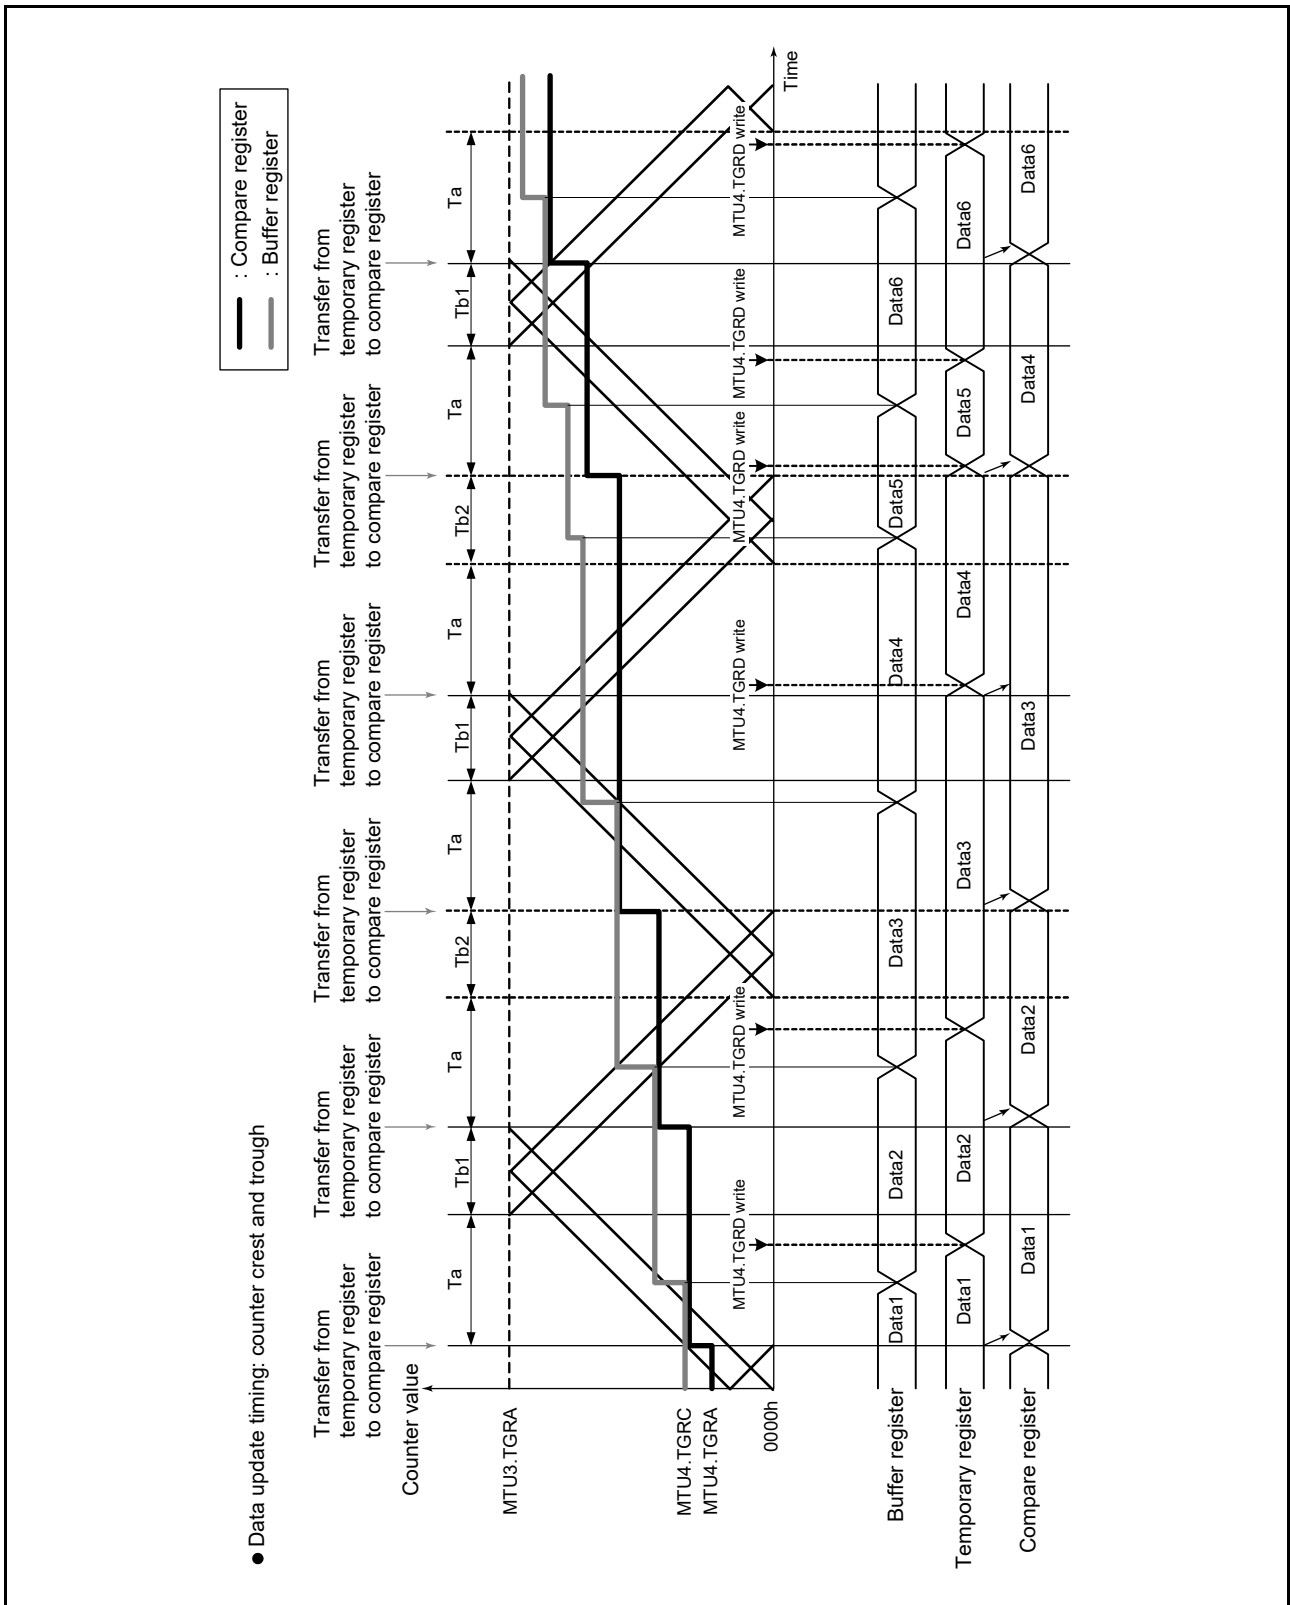 ● Data update timing: counter crest and trough
: Compare register
: Buffer register
Transfer from
temporary register
to compare register
Transfer from
temporary register
to compare register
Transfer from
temporary register
to compare register
Transfer from
temporary register
to compare register
Transfer from
temporary register
to compare register
Transfer from
temporary register
to compare register
Counter value
Ta
Tb1
Ta
Tb2
Ta
Tb1
Ta
Tb2
Ta
Tb1
Ta
MTU3.TGRA
MTU4.TGRC
MTU4.TGRA
MTU4.TGRD write
MTU4.TGRD write
MTU4.TGRD write
MTU4.TGRD write
MTU4.TGRD write
MTU4.TGRD write
0000h
Time
Buffer register
Data1
Data2
Data3
Data4
Data5
Data6
Temporary register
Data1
Data2
Data3
Data4
Data5
Data6
Compare register
Data1
Data2
Data3
Data4
Data6